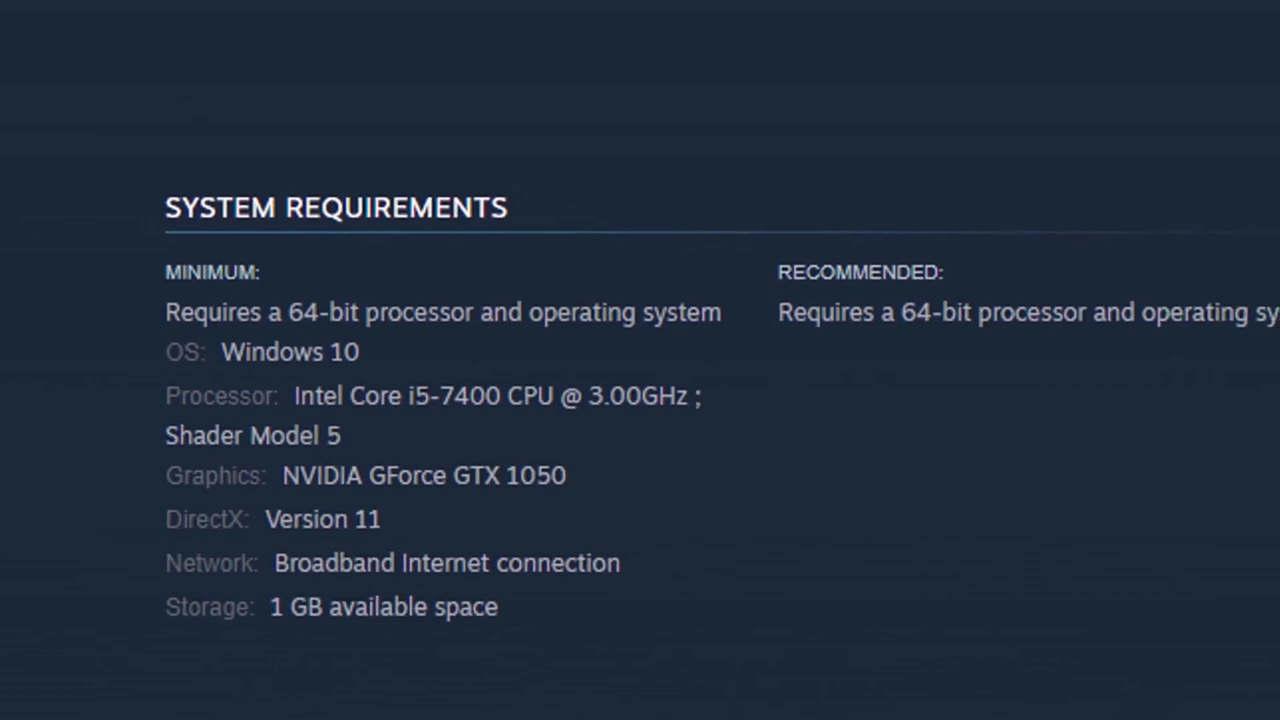 SYSTEM REQUIREMENTS
MINIMUM:
Requires a 64-bit processor and operating system
OS: Windows 10
Processor: Intel Core i5-7400 CPU @ 3.00GHz ;
Shader Model 5
Graphics: NVIDIA GForce GTX 1050
DirectX: Version 11
Network: Broadband Internet connection
Storage: 1 GB available space
RECOMMENDED:
Requires a 64-bit processor and operating sy